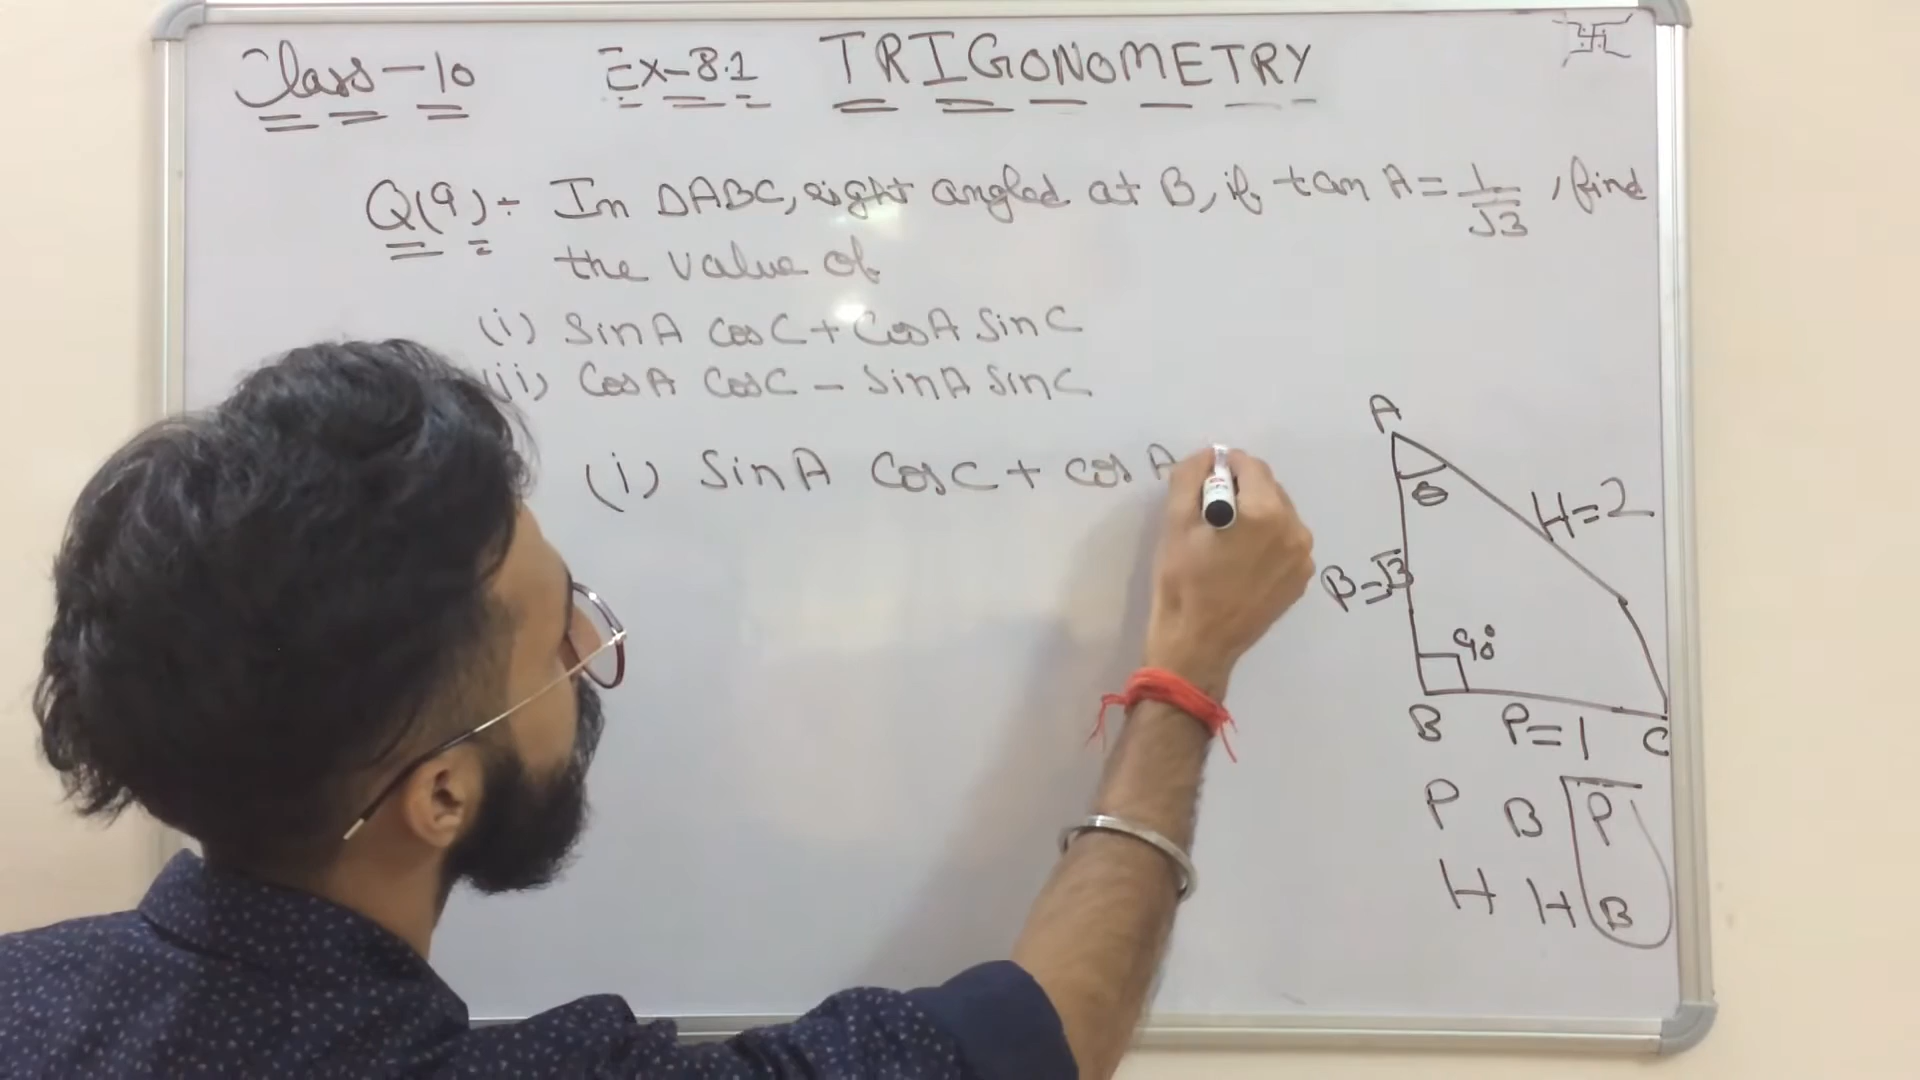 Class-10 Ex-8.1 TRIGONOMETRY
Q(9):- In ΔABC, right angled at B, if tan A = 1/√3, find
the value of
(i) SinA CosC + CosA SinC
(ii) CosA CosC - SinA SinC
(i) SinA CosC + cos A
A
θ
H=2
B=√3
90°
B P=1 C
P B P
H H B